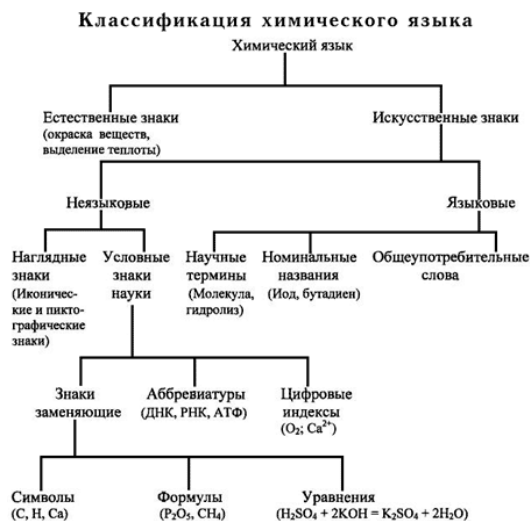 Классификация химического языка
Химический язык
Естественные знаки
(окраска веществ,
выделение теплоты)
Искусственные знаки
Неязыковые
Языковые
Наглядные
знаки
(Иконичес-
кие и пикто-
графические
знаки)
Условные
знаки
науки
Научные
термины
(Молекула,
гидролиз)
Номинальные
названия
(Иод, бутадиен)
Общеупотребительные
слова
Знаки
заменяющие
Аббревиатуры
(ДНК, РНК, АТФ)
Цифровые
индексы
(O₂; Ca²⁺)
Символы
(C, H, Ca)
Формулы
(P₂O₅, CH₄)
Уравнения
(H₂SO₄ + 2KOH = K₂SO₄ + 2H₂O)